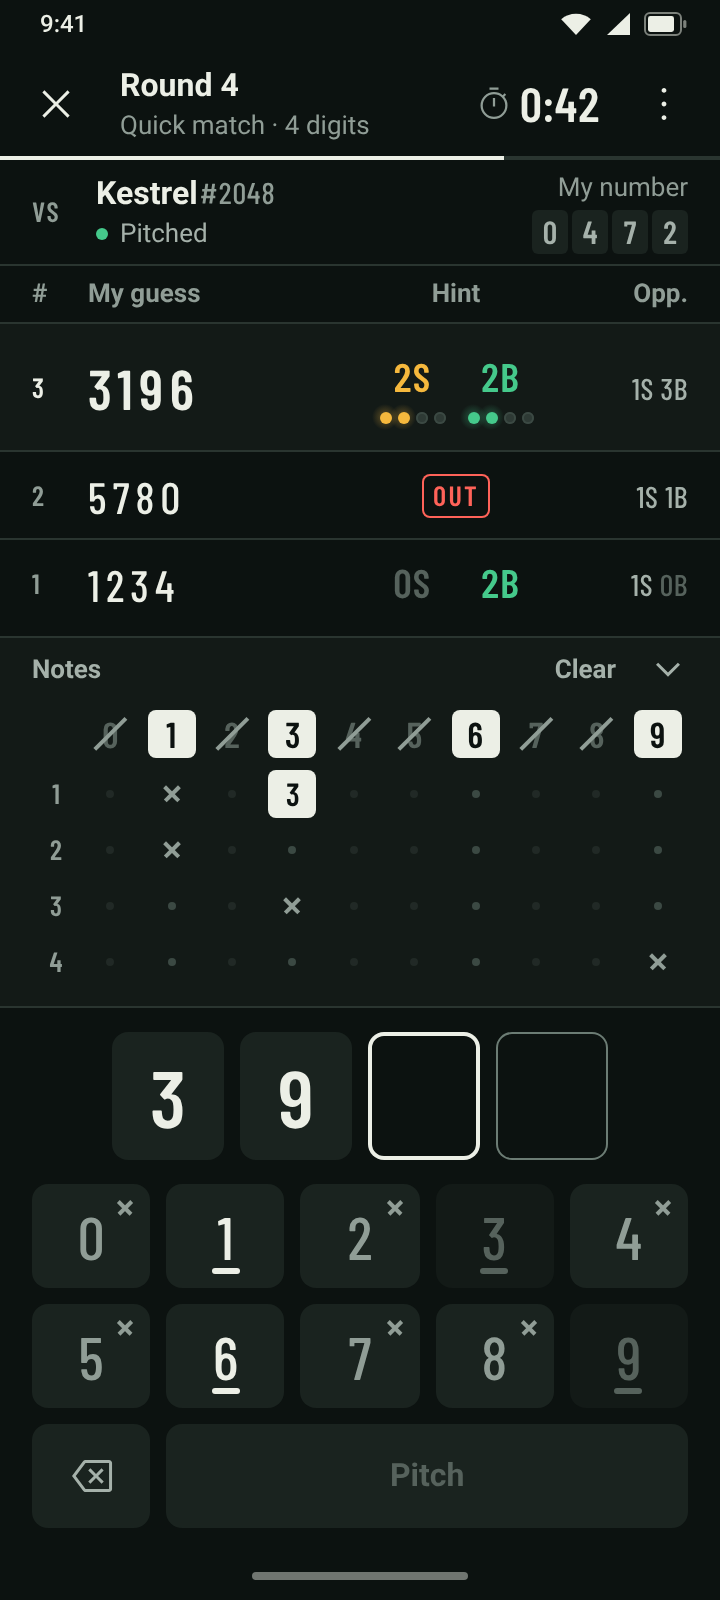 9:41
Round 4
Quick match · 4 digits
0:42
VS
Kestrel#2048
Pitched
My number
0 4 7 2
# My guess Hint Opp.
3 3196 2S 2B 1S 3B
2 5780 OUT 1S 1B
1 1234 0S 2B 1S 0B
Notes Clear
0 1 2 3 4 5 6 7 8 9
1 × 3
2 ×
3 ×
4 ×
3 9
0 × 1 2 × 3 4 ×
5 × 6 7 × 8 × 9
Pitch